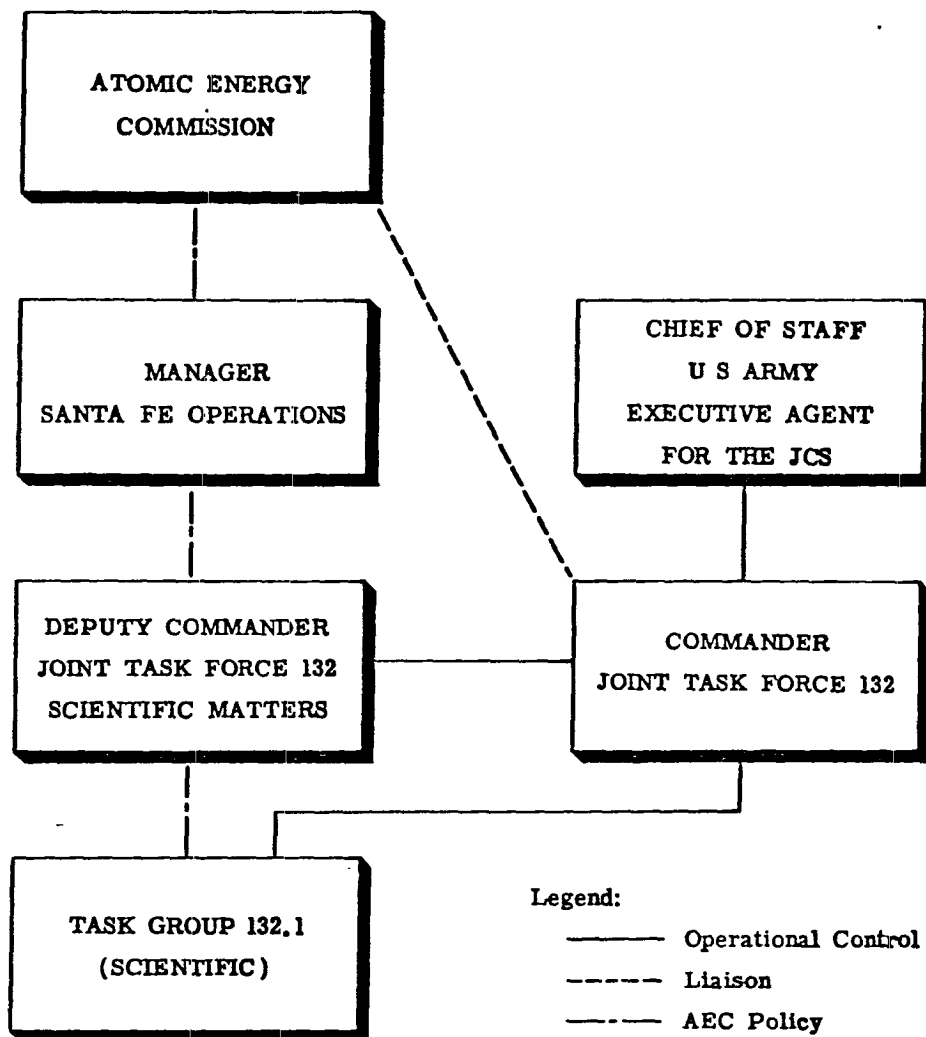 ATOMIC ENERGY
COMMISSION
MANAGER
SANTA FE OPERATIONS
CHIEF OF STAFF
U S ARMY
EXECUTIVE AGENT
FOR THE JCS
DEPUTY COMMANDER
JOINT TASK FORCE 132
SCIENTIFIC MATTERS
COMMANDER
JOINT TASK FORCE 132
TASK GROUP 132.1
(SCIENTIFIC)
Legend:
Operational Control
Liaison
AEC Policy